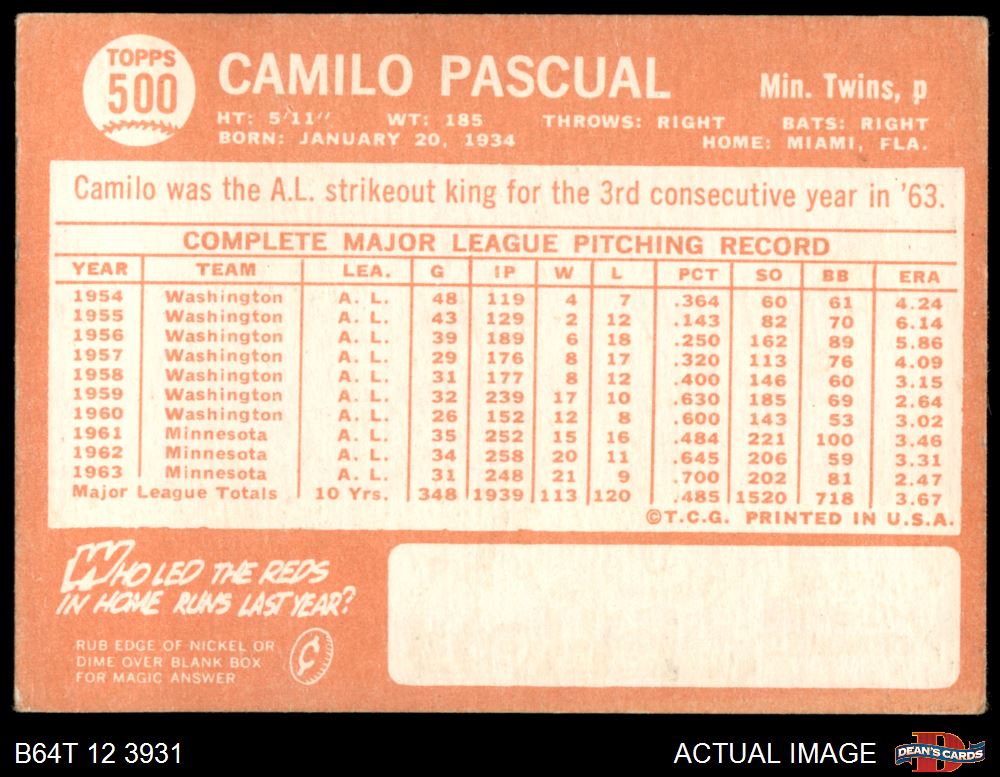 TOPPS
500
CAMILO PASCUAL
Min. Twins, p
HT: 5'11" WT: 185 THROWS: RIGHT BATS: RIGHT
BORN: JANUARY 20, 1934 HOME: MIAMI, FLA.
Camilo was the A.L. strikeout king for the 3rd consecutive year in '63.
COMPLETE MAJOR LEAGUE PITCHING RECORD
YEAR TEAM LEA. G IP W L PCT SO BB ERA
1954 Washington A. L. 48 119 4 7 .364 60 61 4.24
1955 Washington A. L. 43 129 2 12 .143 82 70 6.14
1956 Washington A. L. 39 189 6 18 .250 162 89 5.86
1957 Washington A. L. 29 176 8 17 .320 113 76 4.09
1958 Washington A. L. 31 177 8 12 .400 146 60 3.15
1959 Washington A. L. 32 239 17 10 .630 185 69 2.64
1960 Washington A. L. 26 152 12 8 .600 143 53 3.02
1961 Minnesota A. L. 35 252 15 16 .484 221 100 3.46
1962 Minnesota A. L. 34 258 20 11 .645 206 59 3.31
1963 Minnesota A. L. 31 248 21 9 .700 202 81 2.47
Major League Totals 10 Yrs. 348 1939 113 120 .485 1520 718 3.67
©T.C.G. PRINTED IN U.S.A.
WHO LED THE REDS
IN HOME RUNS LAST YEAR?
RUB EDGE OF NICKEL OR
DIME OVER BLANK BOX
FOR MAGIC ANSWER
¢
B64T 12 3931
ACTUAL IMAGE
D
DEAN'S CARDS